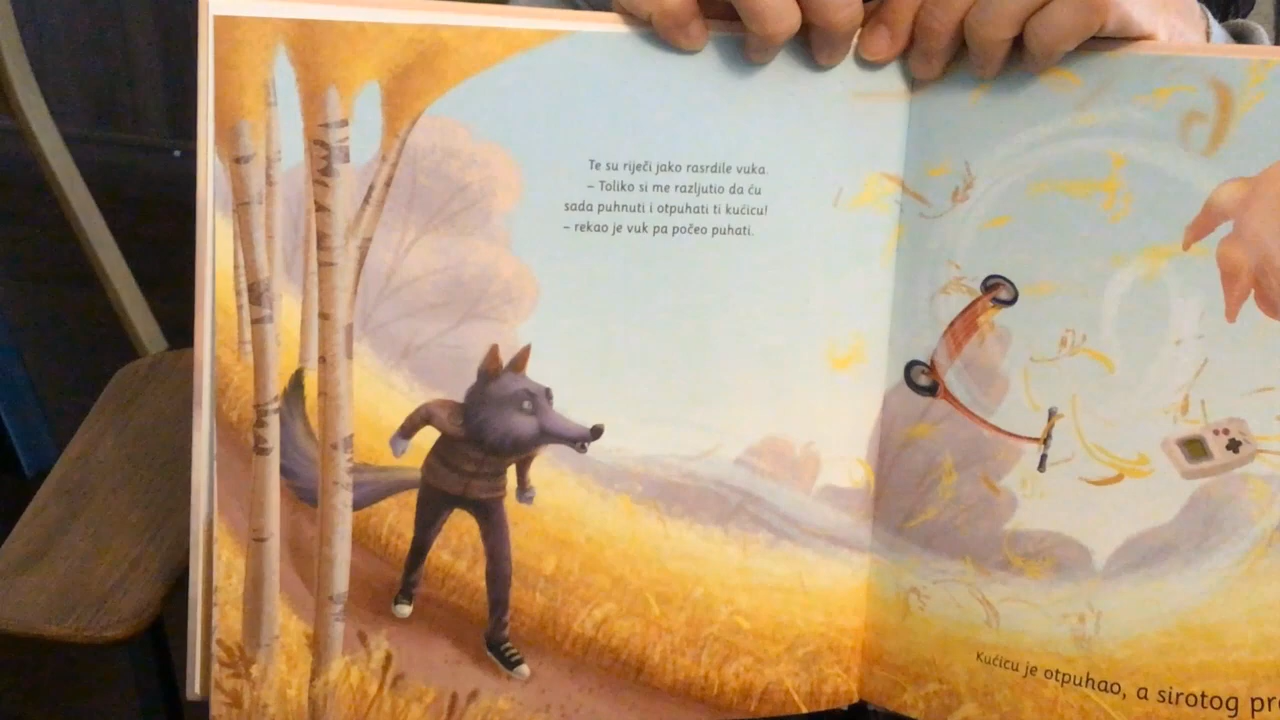 Te su riječi jako rasrdile vuka.
– Toliko si me razljutio da ću
sada puhnuti i otpuhati ti kućicu!
– rekao je vuk pa počeo puhati.
Kućicu je otpuhao, a sirotog